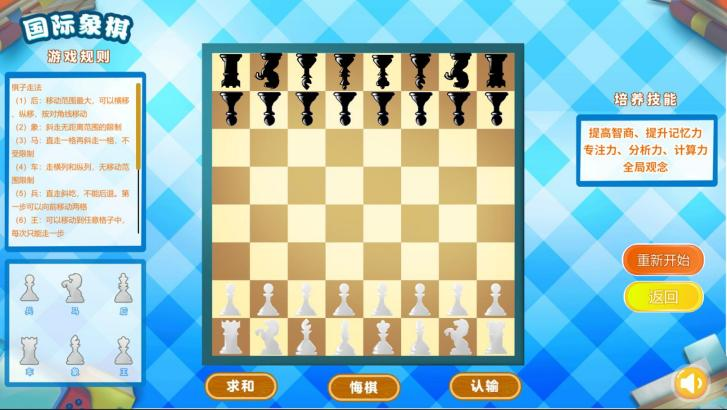 国际象棋
游戏规则
棋子走法
（1）后：移动范围最大，可以横移
、纵移，按对角线移动
（2）象：斜走无距离范围的限制
（3）马：直走一格再斜走一格，不
受限制
（4）车：走横列和纵列，无移动范
围限制
（5）兵：直走斜吃，不能后退。第
一步可以向前移动两格
（6）王：可以移动到任意格子中，
每次只能走一步
兵 马 后
车 象 王
求和 悔棋 认输
培养技能
提高智商、提升记忆力
专注力、分析力、计算力
全局观念
重新开始
返回